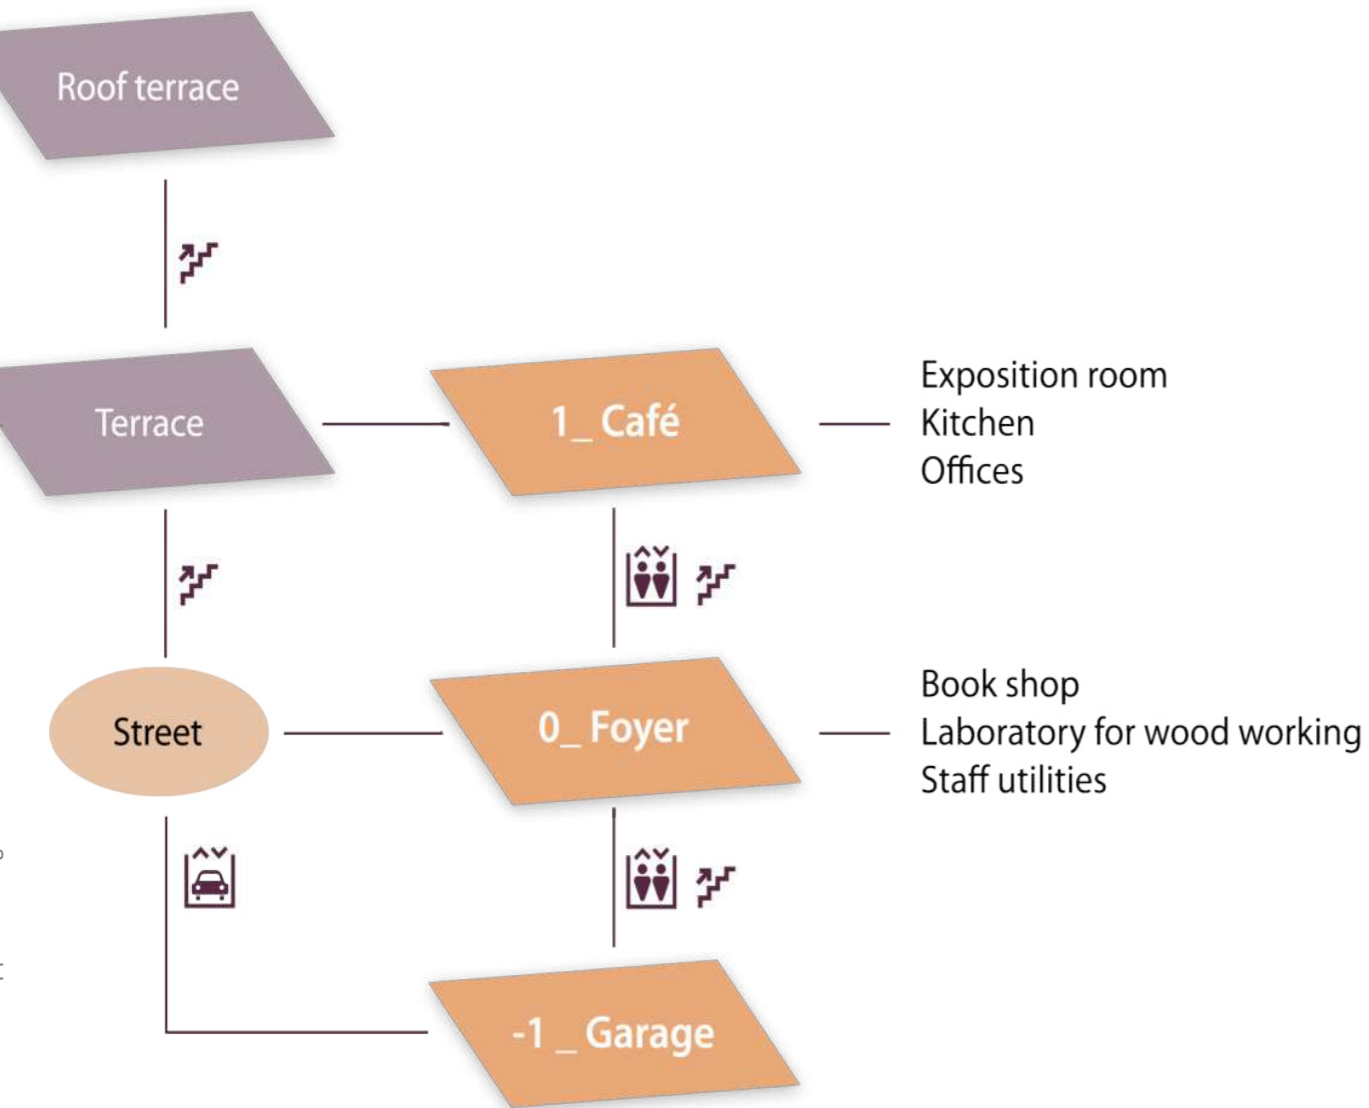 Roof terrace
Terrace
1_ Café
Exposition room
Kitchen
Offices
Street
0_ Foyer
Book shop
Laboratory for wood working
Staff utilities
-1 _ Garage